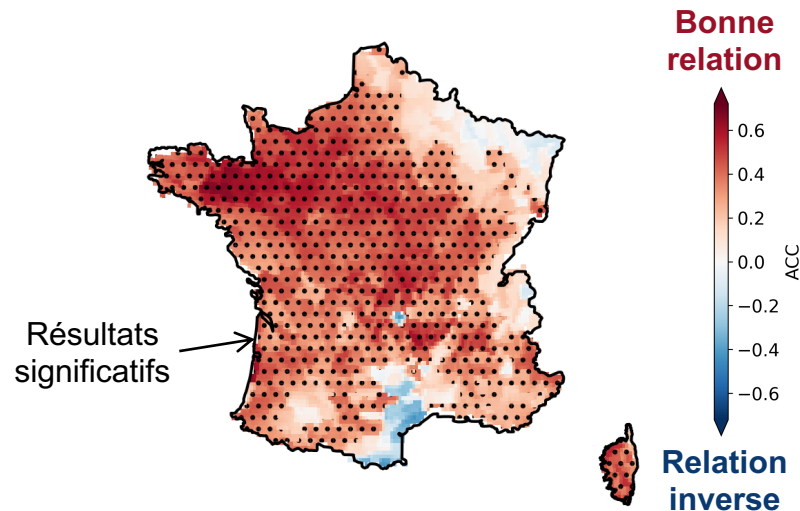 Bonne
relation
0.6
0.4
0.2
0.0
−0.2
−0.4
−0.6
ACC
Résultats
significatifs
Relation
inverse